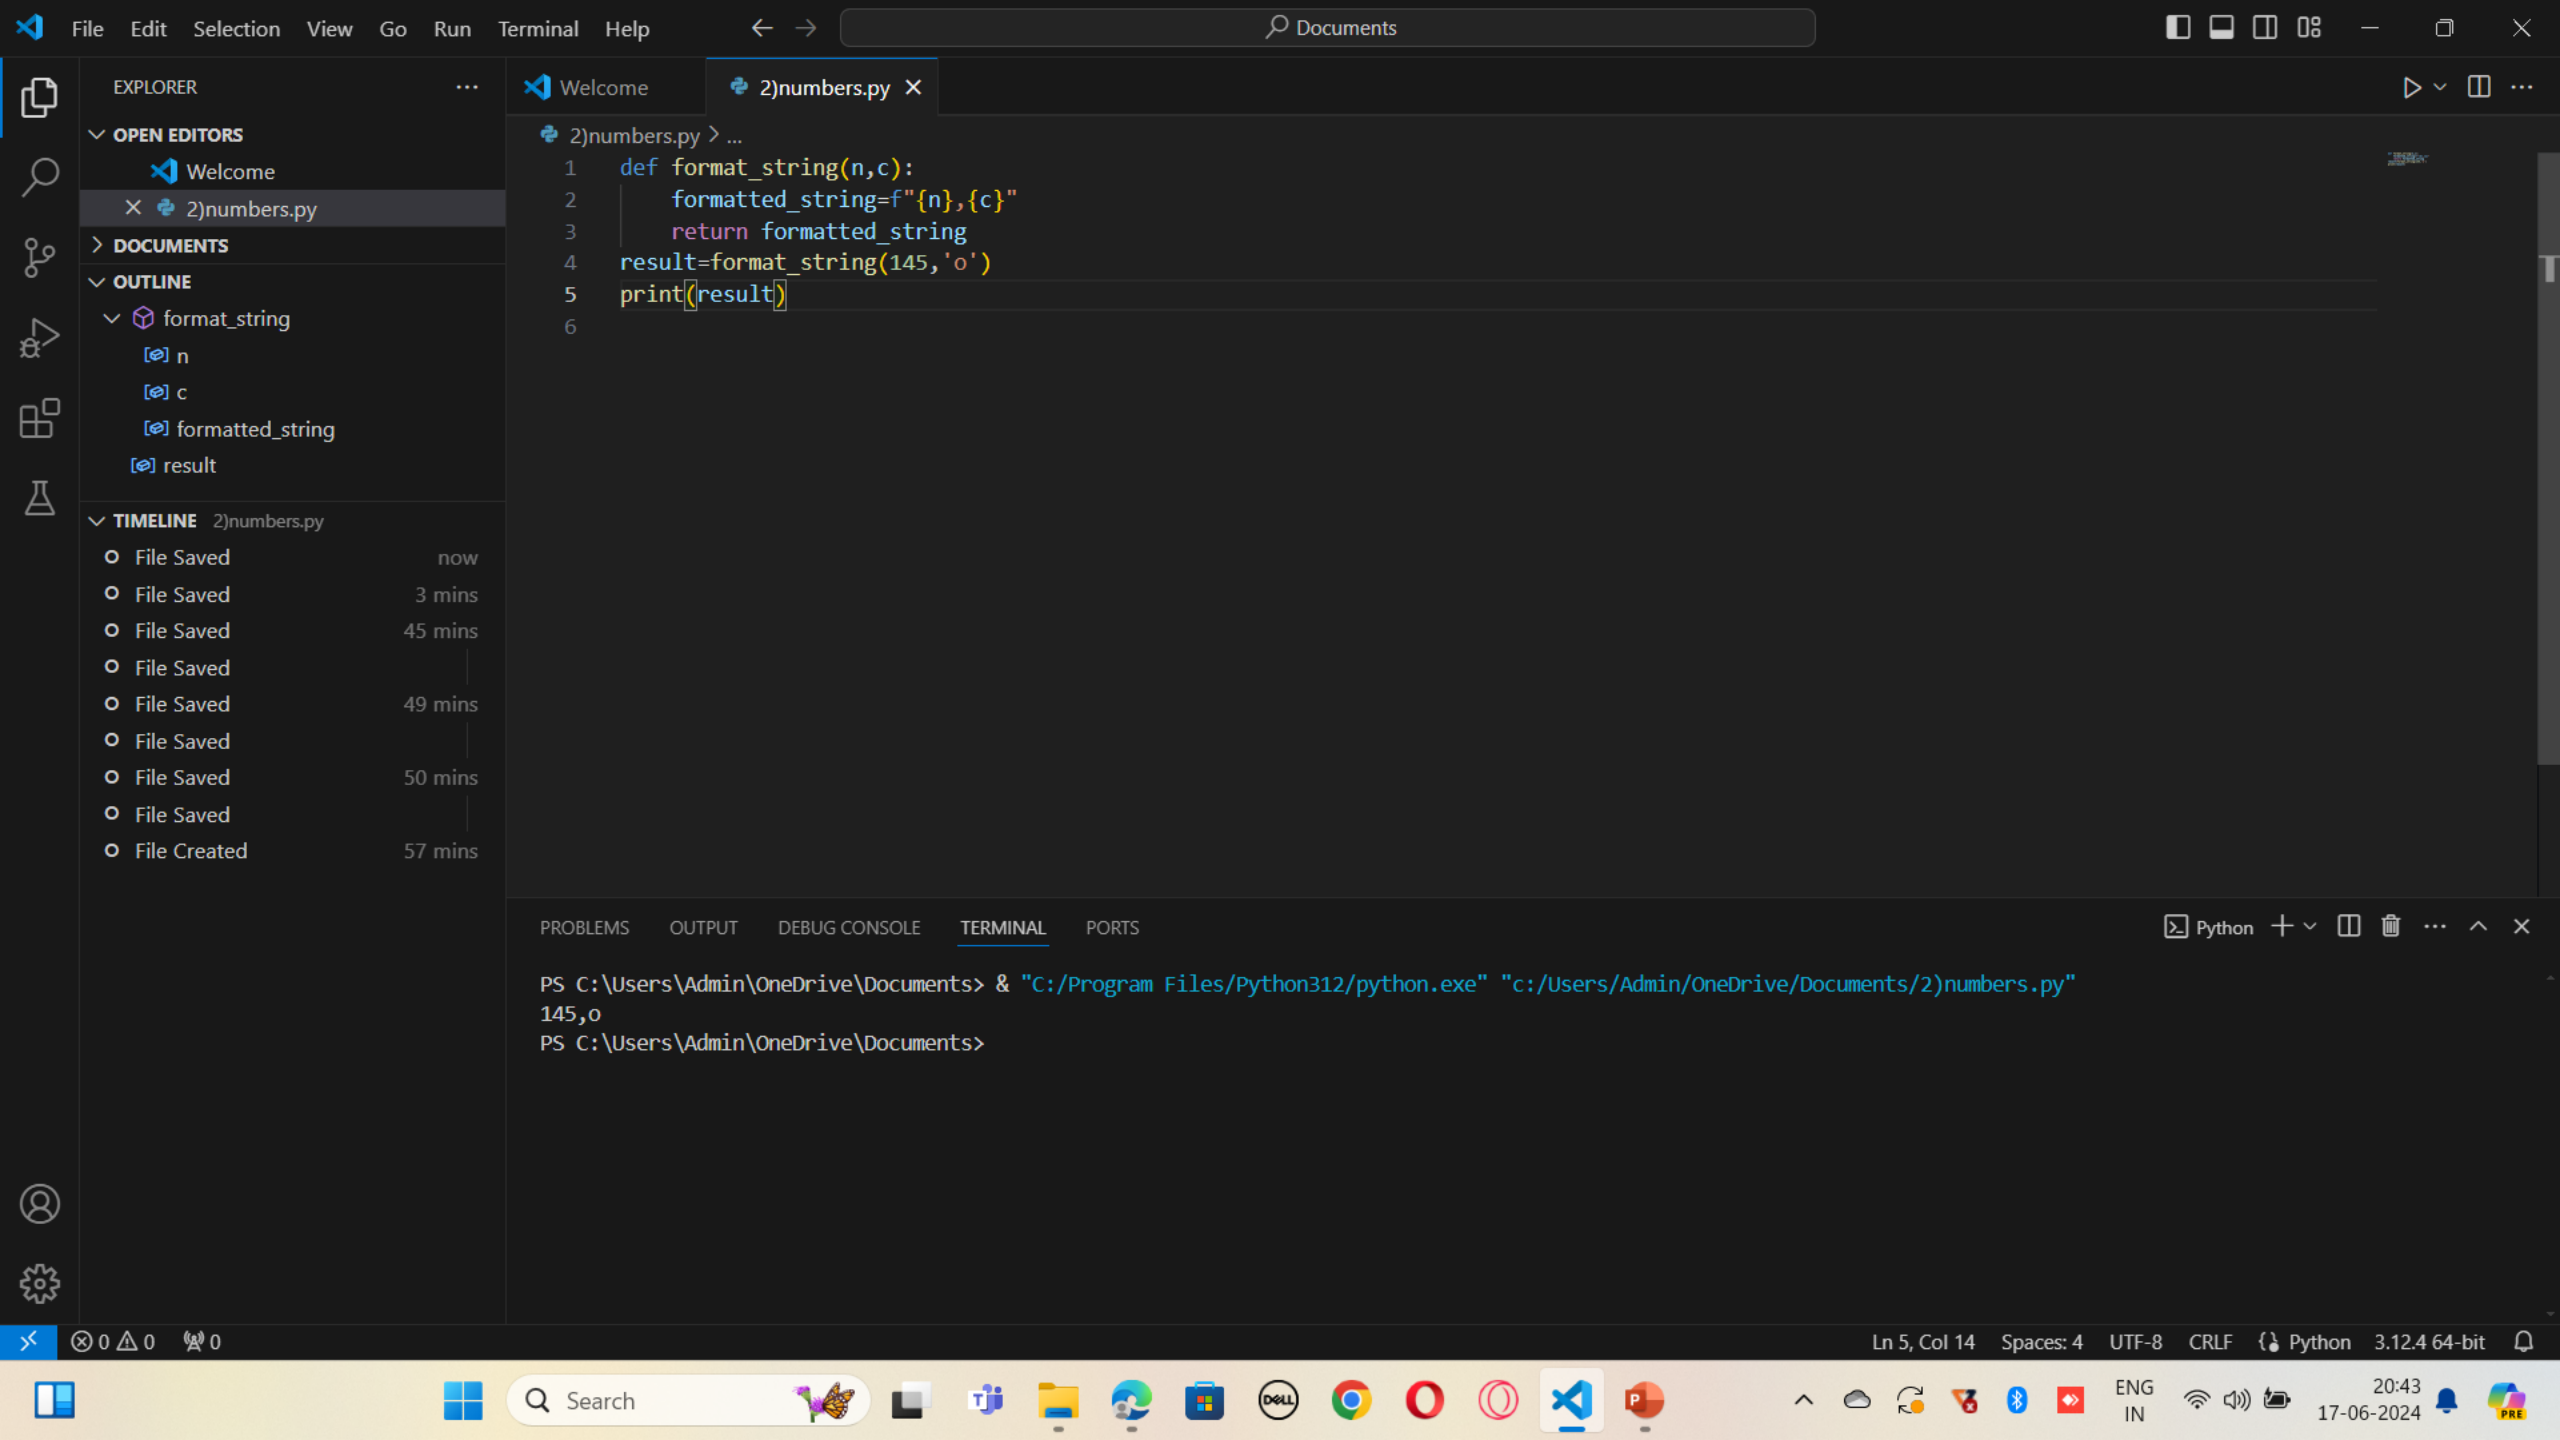 File Edit Selection View Go Run Terminal Help
Documents
EXPLORER
OPEN EDITORS
Welcome
2)numbers.py
DOCUMENTS
OUTLINE
format_string
n
c
formatted_string
result
TIMELINE 2)numbers.py
File Saved now
File Saved 3 mins
File Saved 45 mins
File Saved
File Saved 49 mins
File Saved
File Saved 50 mins
File Saved
File Created 57 mins
Welcome 2)numbers.py
2)numbers.py > ...
1 def format_string(n,c):
2     formatted_string=f"{n},{c}"
3     return formatted_string
4 result=format_string(145,'o')
5 print(result)
6
PROBLEMS OUTPUT DEBUG CONSOLE TERMINAL PORTS
Python
PS C:\Users\Admin\OneDrive\Documents> & "C:/Program Files/Python312/python.exe" "c:/Users/Admin/OneDrive/Documents/2)numbers.py"
145,o
PS C:\Users\Admin\OneDrive\Documents>
0 0 0
Ln 5, Col 14 Spaces: 4 UTF-8 CRLF Python 3.12.4 64-bit
Search
DELL
ENG
IN
20:43
17-06-2024
PRE